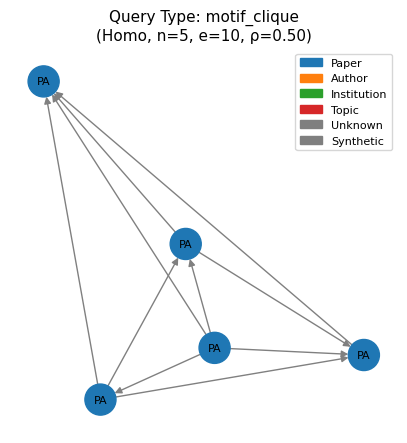 Query Type: motif_clique
(Homo, n=5, e=10, ρ=0.50)
Paper
Author
Institution
Topic
Unknown
Synthetic
PA
PA
PA
PA
PA